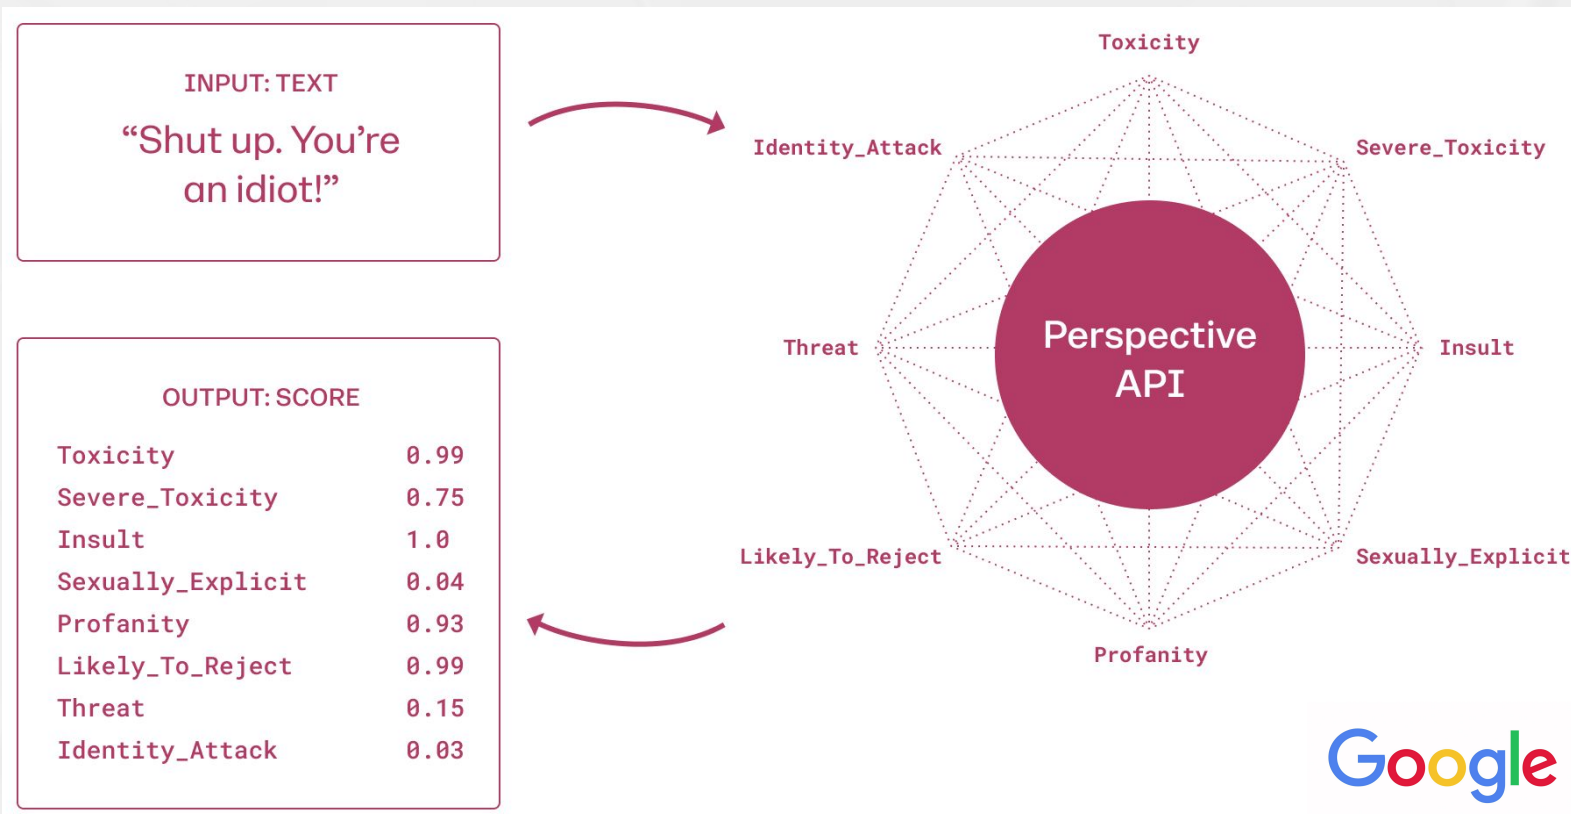 INPUT: TEXT
“Shut up. You’re
an idiot!”
OUTPUT: SCORE
Toxicity 0.99
Severe_Toxicity 0.75
Insult 1.0
Sexually_Explicit 0.04
Profanity 0.93
Likely_To_Reject 0.99
Threat 0.15
Identity_Attack 0.03
Toxicity
Identity_Attack
Severe_Toxicity
Threat
Perspective
API
Insult
Likely_To_Reject
Sexually_Explicit
Profanity
Google